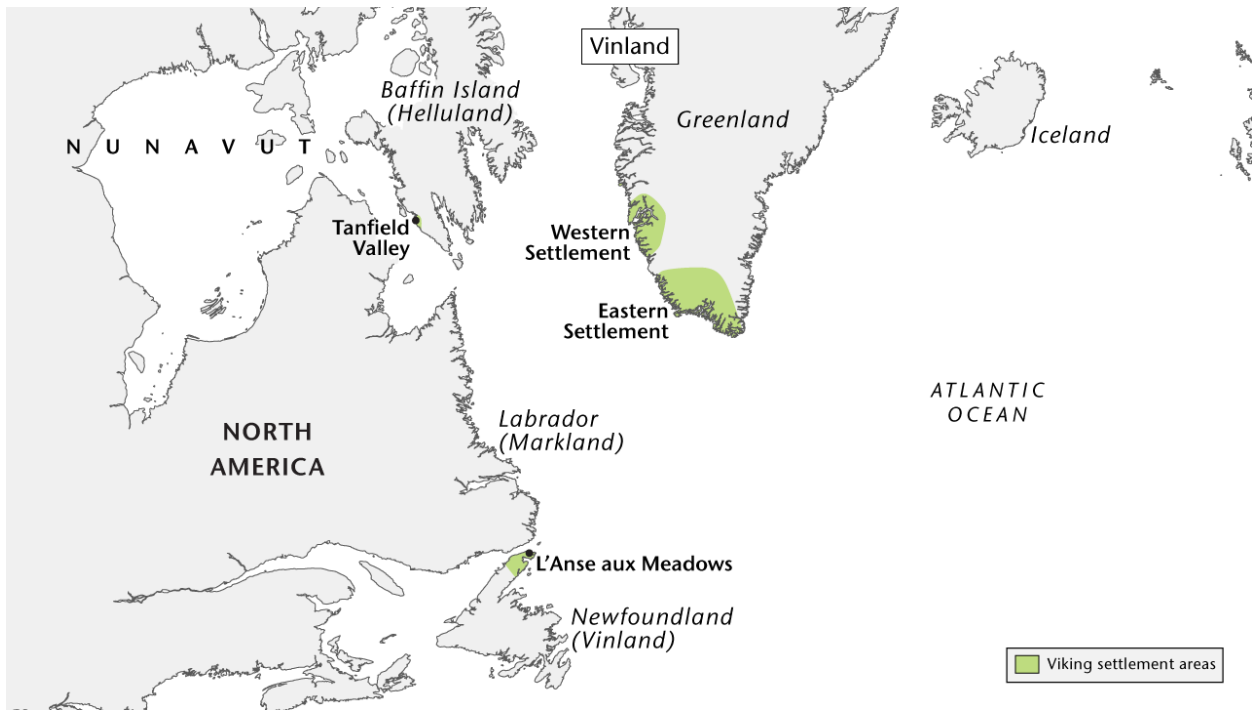 Vinland
Baffin Island
(Helluland)
Greenland
Iceland
N U N A V U T
Tanfield
Valley
Western
Settlement
Eastern
Settlement
ATLANTIC
OCEAN
Labrador
(Markland)
NORTH
AMERICA
L'Anse aux Meadows
Newfoundland
(Vinland)
Viking settlement areas